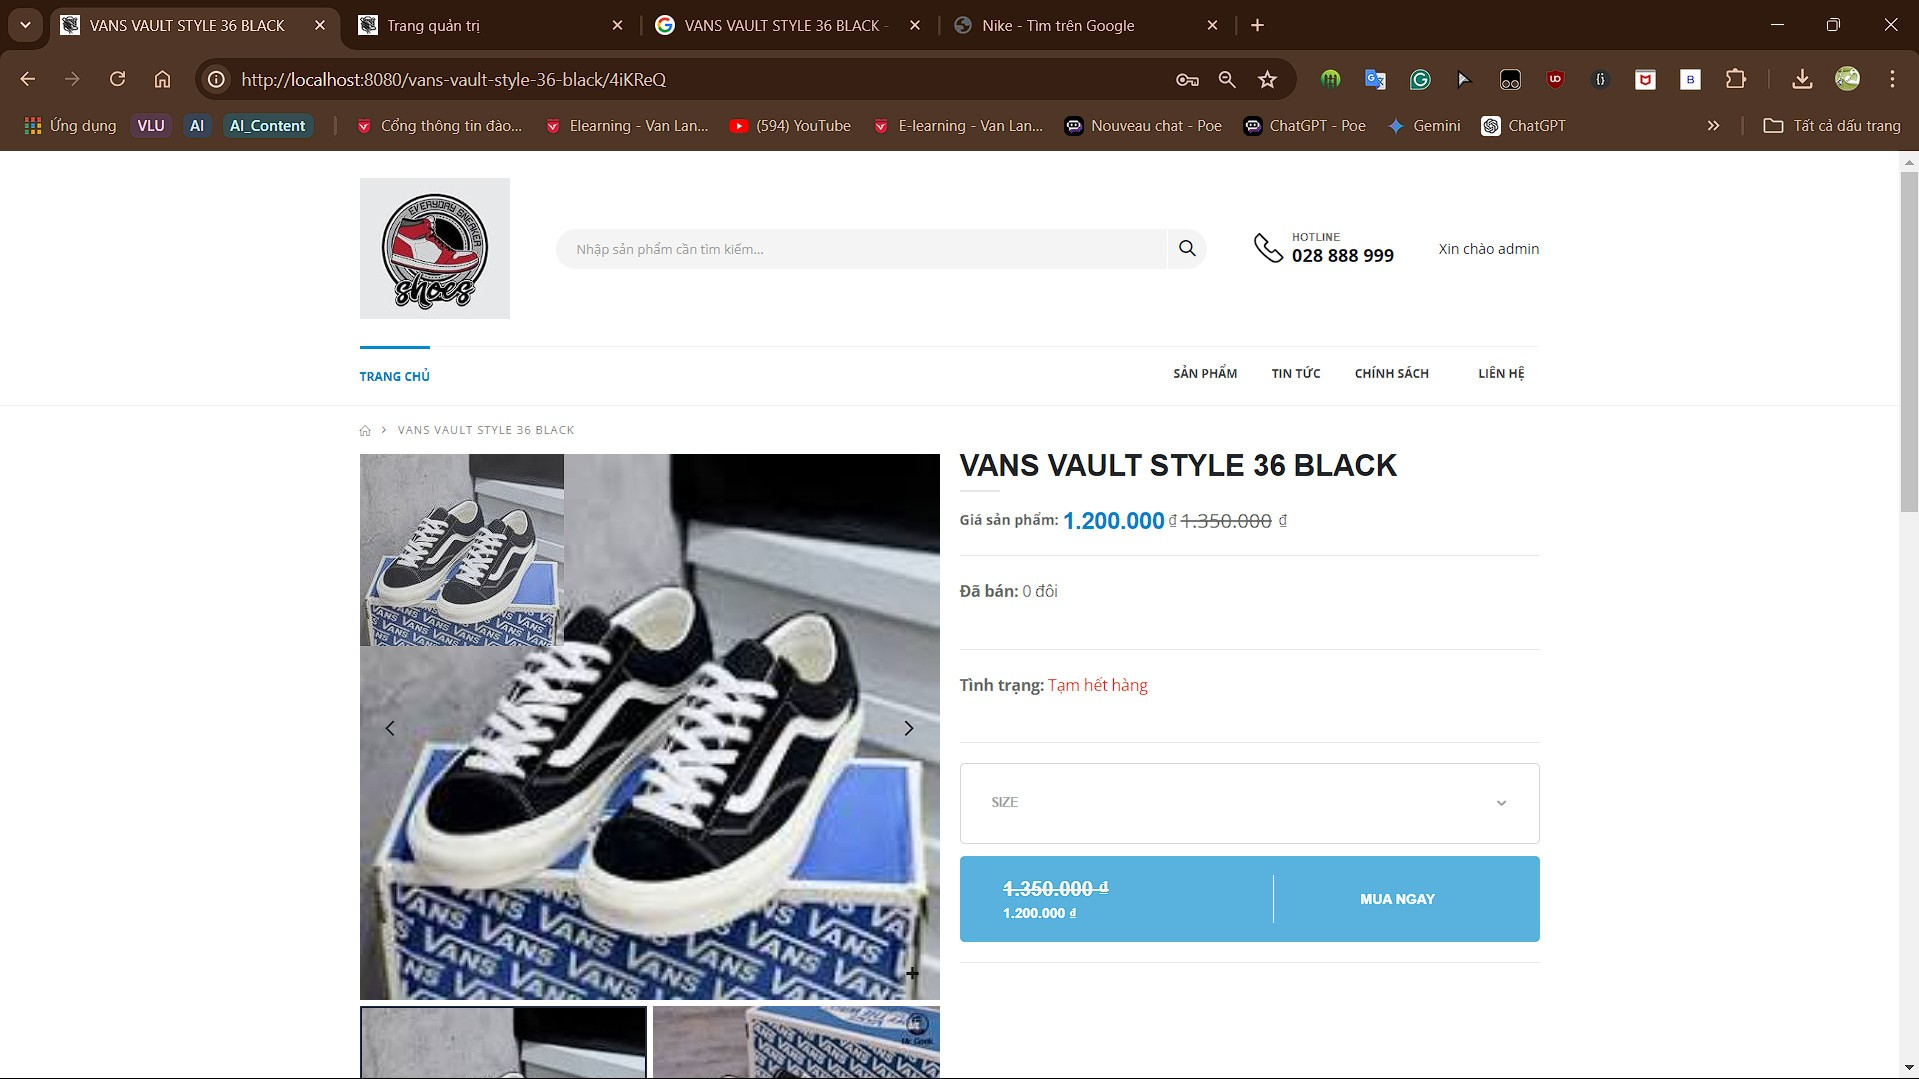 VANS VAULT STYLE 36 BLACK
Trang quản trị
VANS VAULT STYLE 36 BLACK -
Nike - Tìm trên Google
http://localhost:8080/vans-vault-style-36-black/4iKReQ
Ứng dụng
VLU
AI
AI_Content
Cổng thông tin đào...
Elearning - Van Lan...
(594) YouTube
E-learning - Van Lan...
Nouveau chat - Poe
ChatGPT - Poe
Gemini
ChatGPT
Tất cả dấu trang
EVERYDAY SNEAKER
shoes
Nhập sản phẩm cần tìm kiếm...
HOTLINE
028 888 999
Xin chào admin
TRANG CHỦ
SẢN PHẨM
TIN TỨC
CHÍNH SÁCH
LIÊN HỆ
VANS VAULT STYLE 36 BLACK
VANS VAULT STYLE 36 BLACK
Giá sản phẩm: 1.200.000 ₫ 1.350.000 ₫
Đã bán: 0 đôi
Tình trạng: Tạm hết hàng
SIZE
1.350.000 ₫
1.200.000 ₫
MUA NGAY
VANS VANS VANS VANS
Mr. Geek